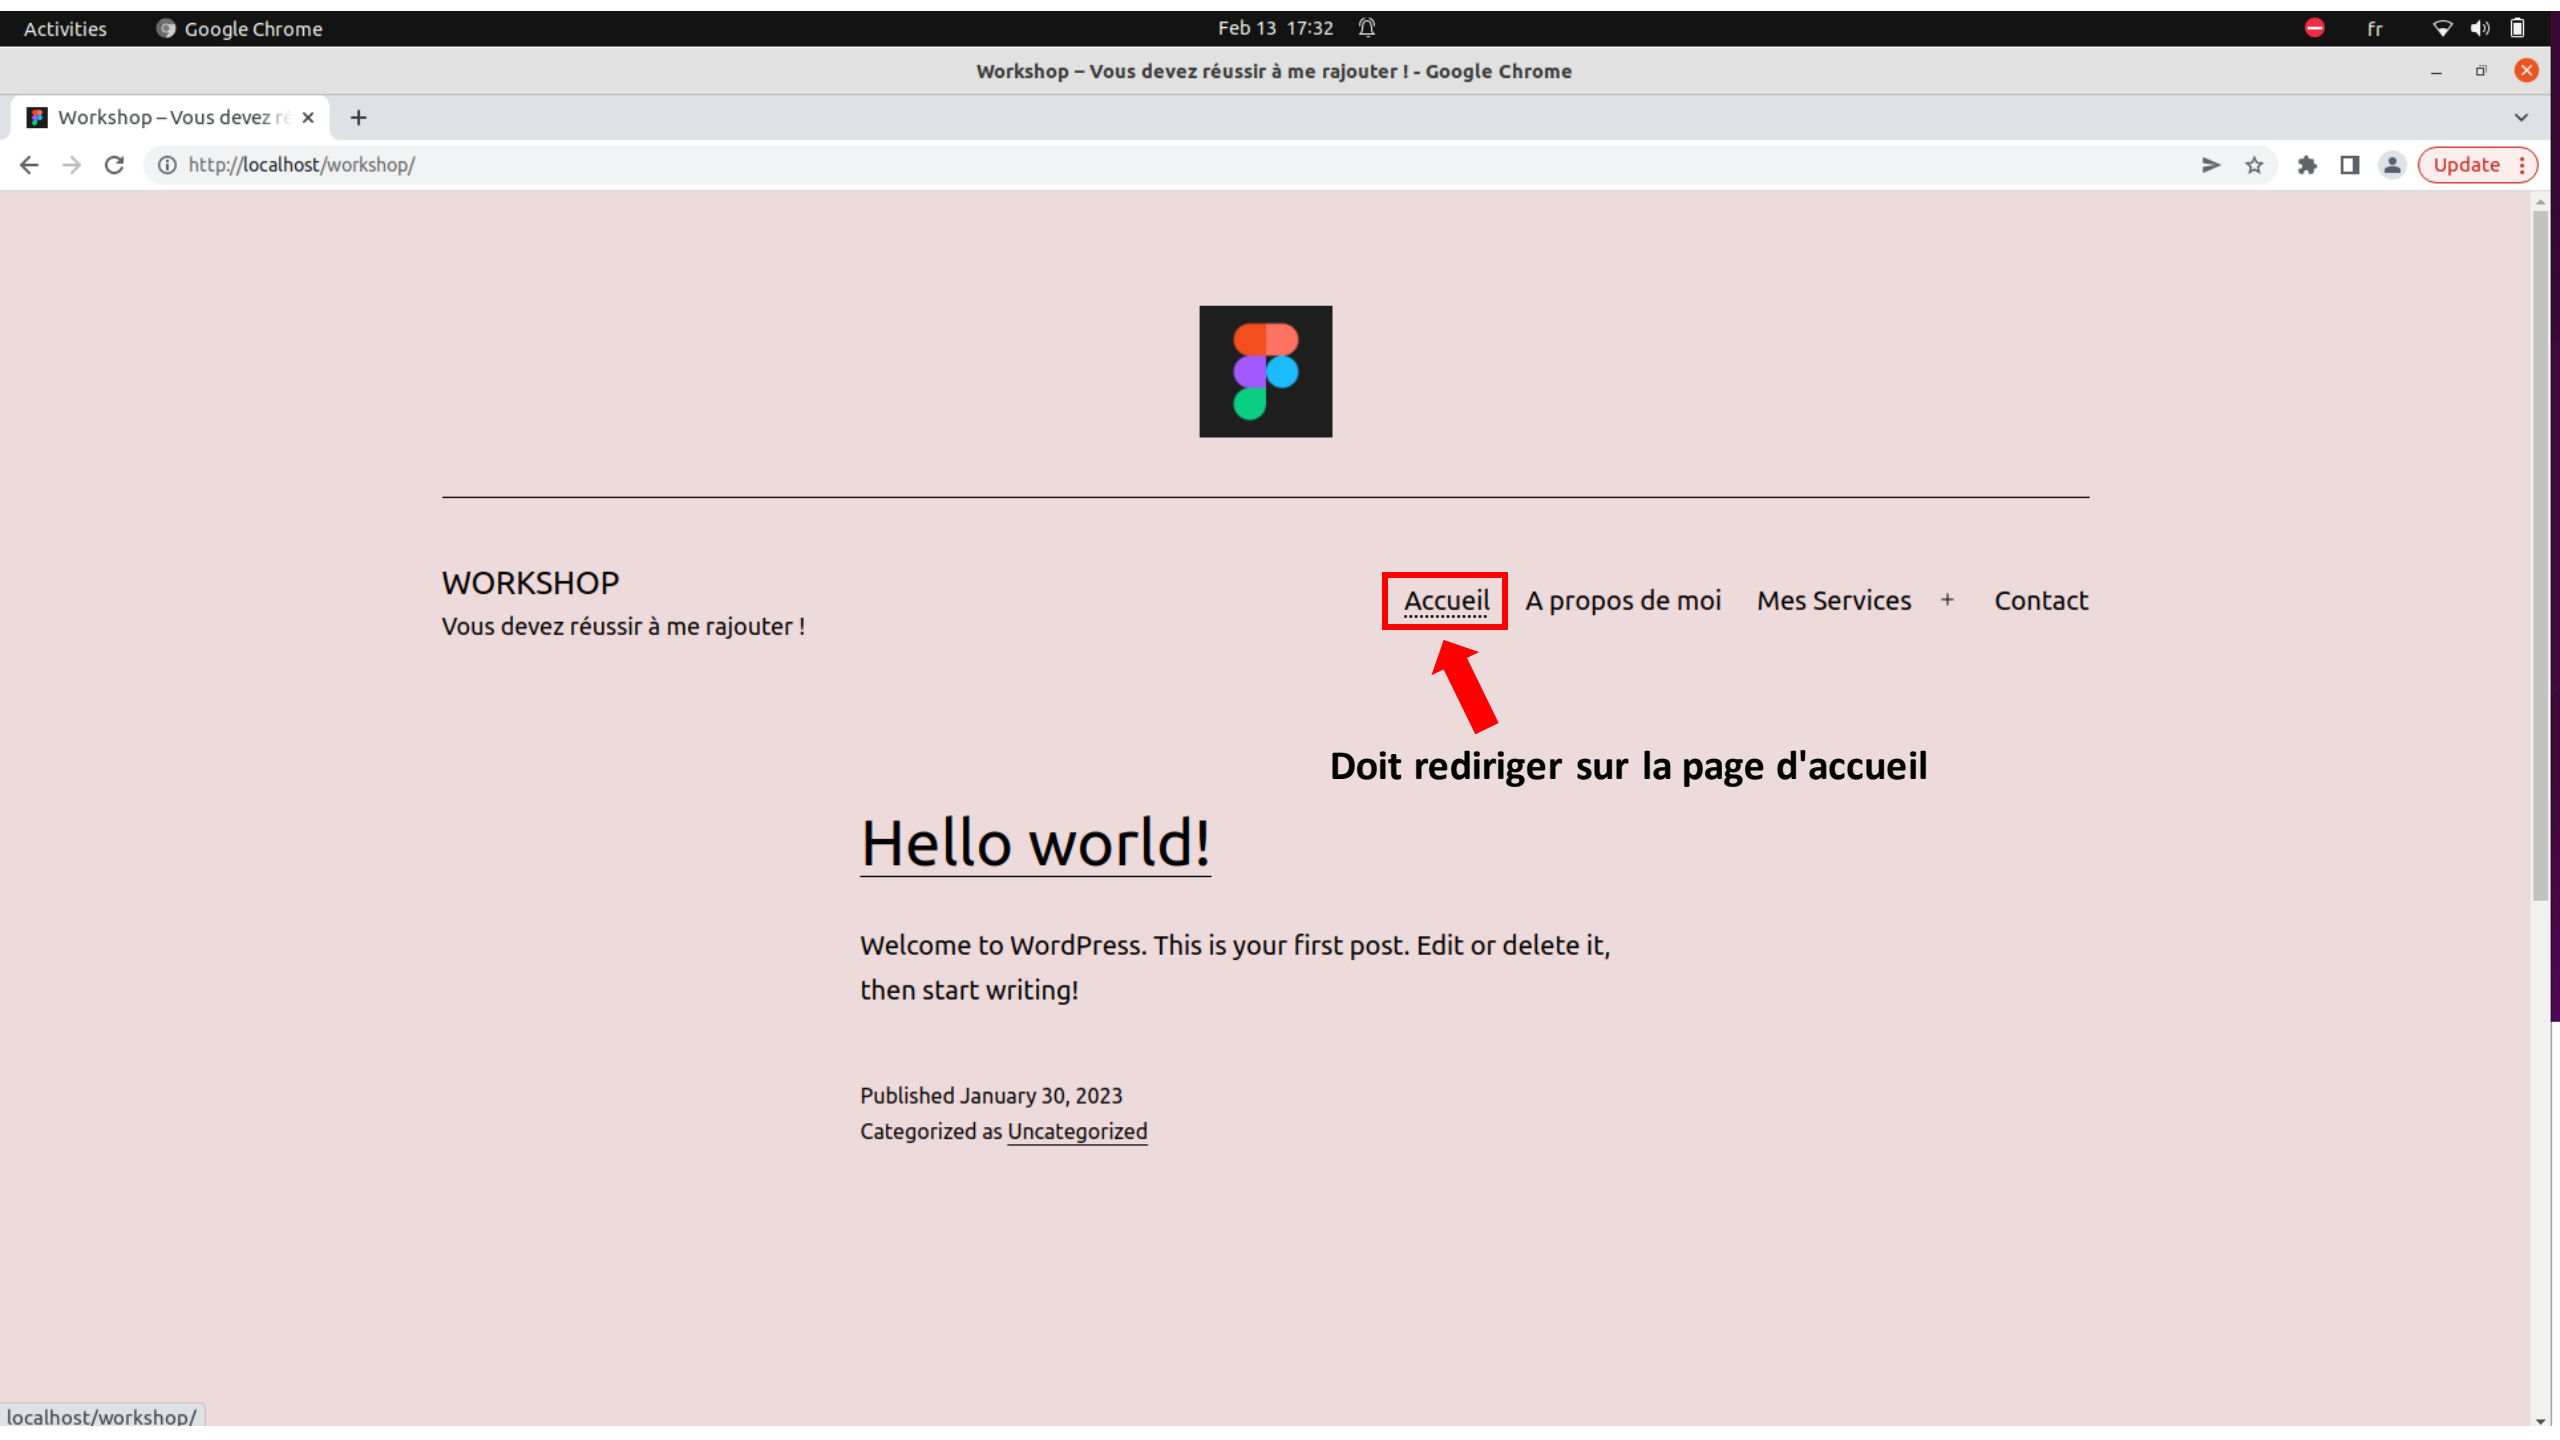 Activities Google Chrome Feb 13 17:32 fr
Workshop – Vous devez réussir à me rajouter ! - Google Chrome
Workshop – Vous devez ré
http://localhost/workshop/ Update
WORKSHOP
Vous devez réussir à me rajouter !
Accueil A propos de moi Mes Services + Contact
Doit rediriger sur la page d'accueil
Hello world!
Welcome to WordPress. This is your first post. Edit or delete it,
then start writing!
Published January 30, 2023
Categorized as Uncategorized
localhost/workshop/